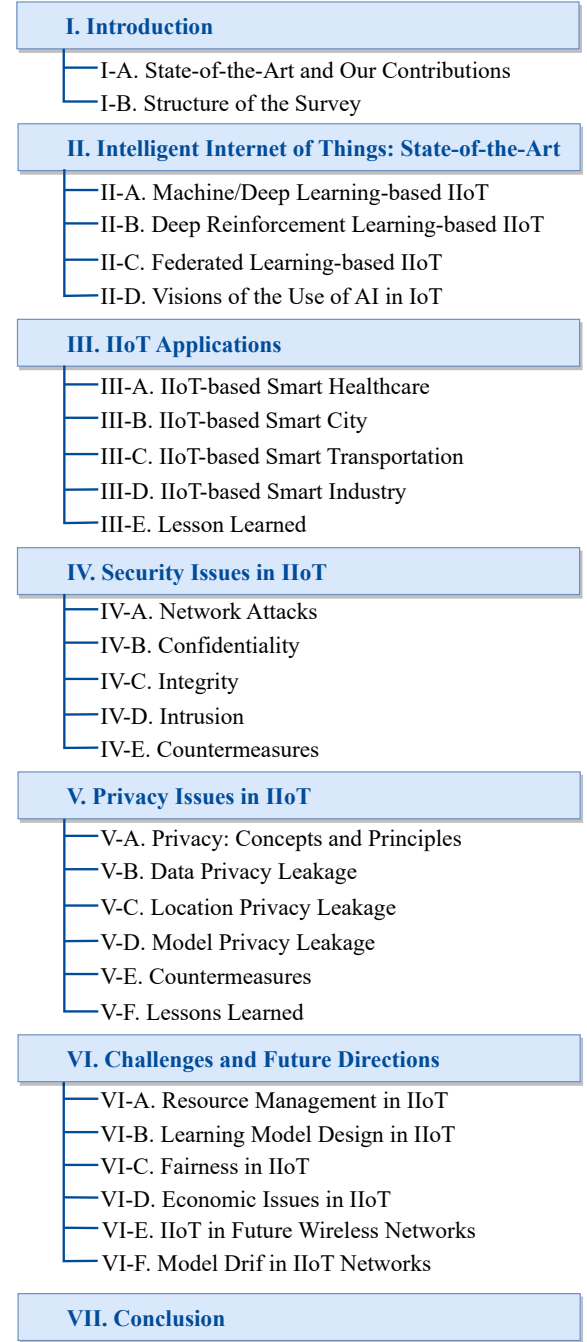 I. Introduction
I-A. State-of-the-Art and Our Contributions
I-B. Structure of the Survey
II. Intelligent Internet of Things: State-of-the-Art
II-A. Machine/Deep Learning-based IIoT
II-B. Deep Reinforcement Learning-based IIoT
II-C. Federated Learning-based IIoT
II-D. Visions of the Use of AI in IoT
III. IIoT Applications
III-A. IIoT-based Smart Healthcare
III-B. IIoT-based Smart City
III-C. IIoT-based Smart Transportation
III-D. IIoT-based Smart Industry
III-E. Lesson Learned
IV. Security Issues in IIoT
IV-A. Network Attacks
IV-B. Confidentiality
IV-C. Integrity
IV-D. Intrusion
IV-E. Countermeasures
V. Privacy Issues in IIoT
V-A. Privacy: Concepts and Principles
V-B. Data Privacy Leakage
V-C. Location Privacy Leakage
V-D. Model Privacy Leakage
V-E. Countermeasures
V-F. Lessons Learned
VI. Challenges and Future Directions
VI-A. Resource Management in IIoT
VI-B. Learning Model Design in IIoT
VI-C. Fairness in IIoT
VI-D. Economic Issues in IIoT
VI-E. IIoT in Future Wireless Networks
VI-F. Model Drif in IIoT Networks
VII. Conclusion